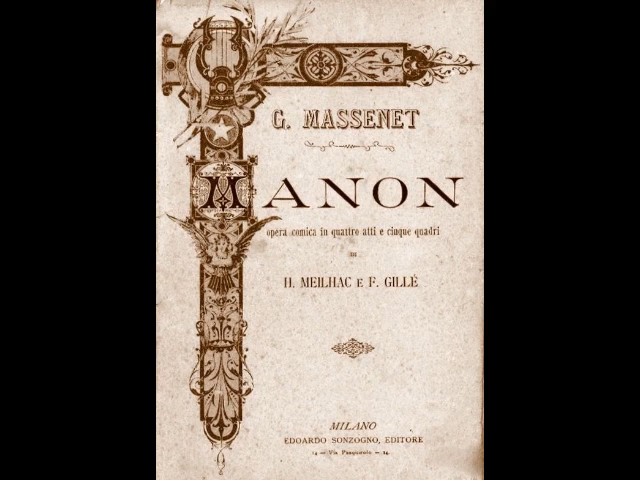 G. MASSENET
MANON
opera comica in quattro atti e cinque quadri
DI
H. MEILHAC E F. GILLÉ
MILANO
EDOARDO SONZOGNO, EDITORE
14 — Via Pasquirolo — 14